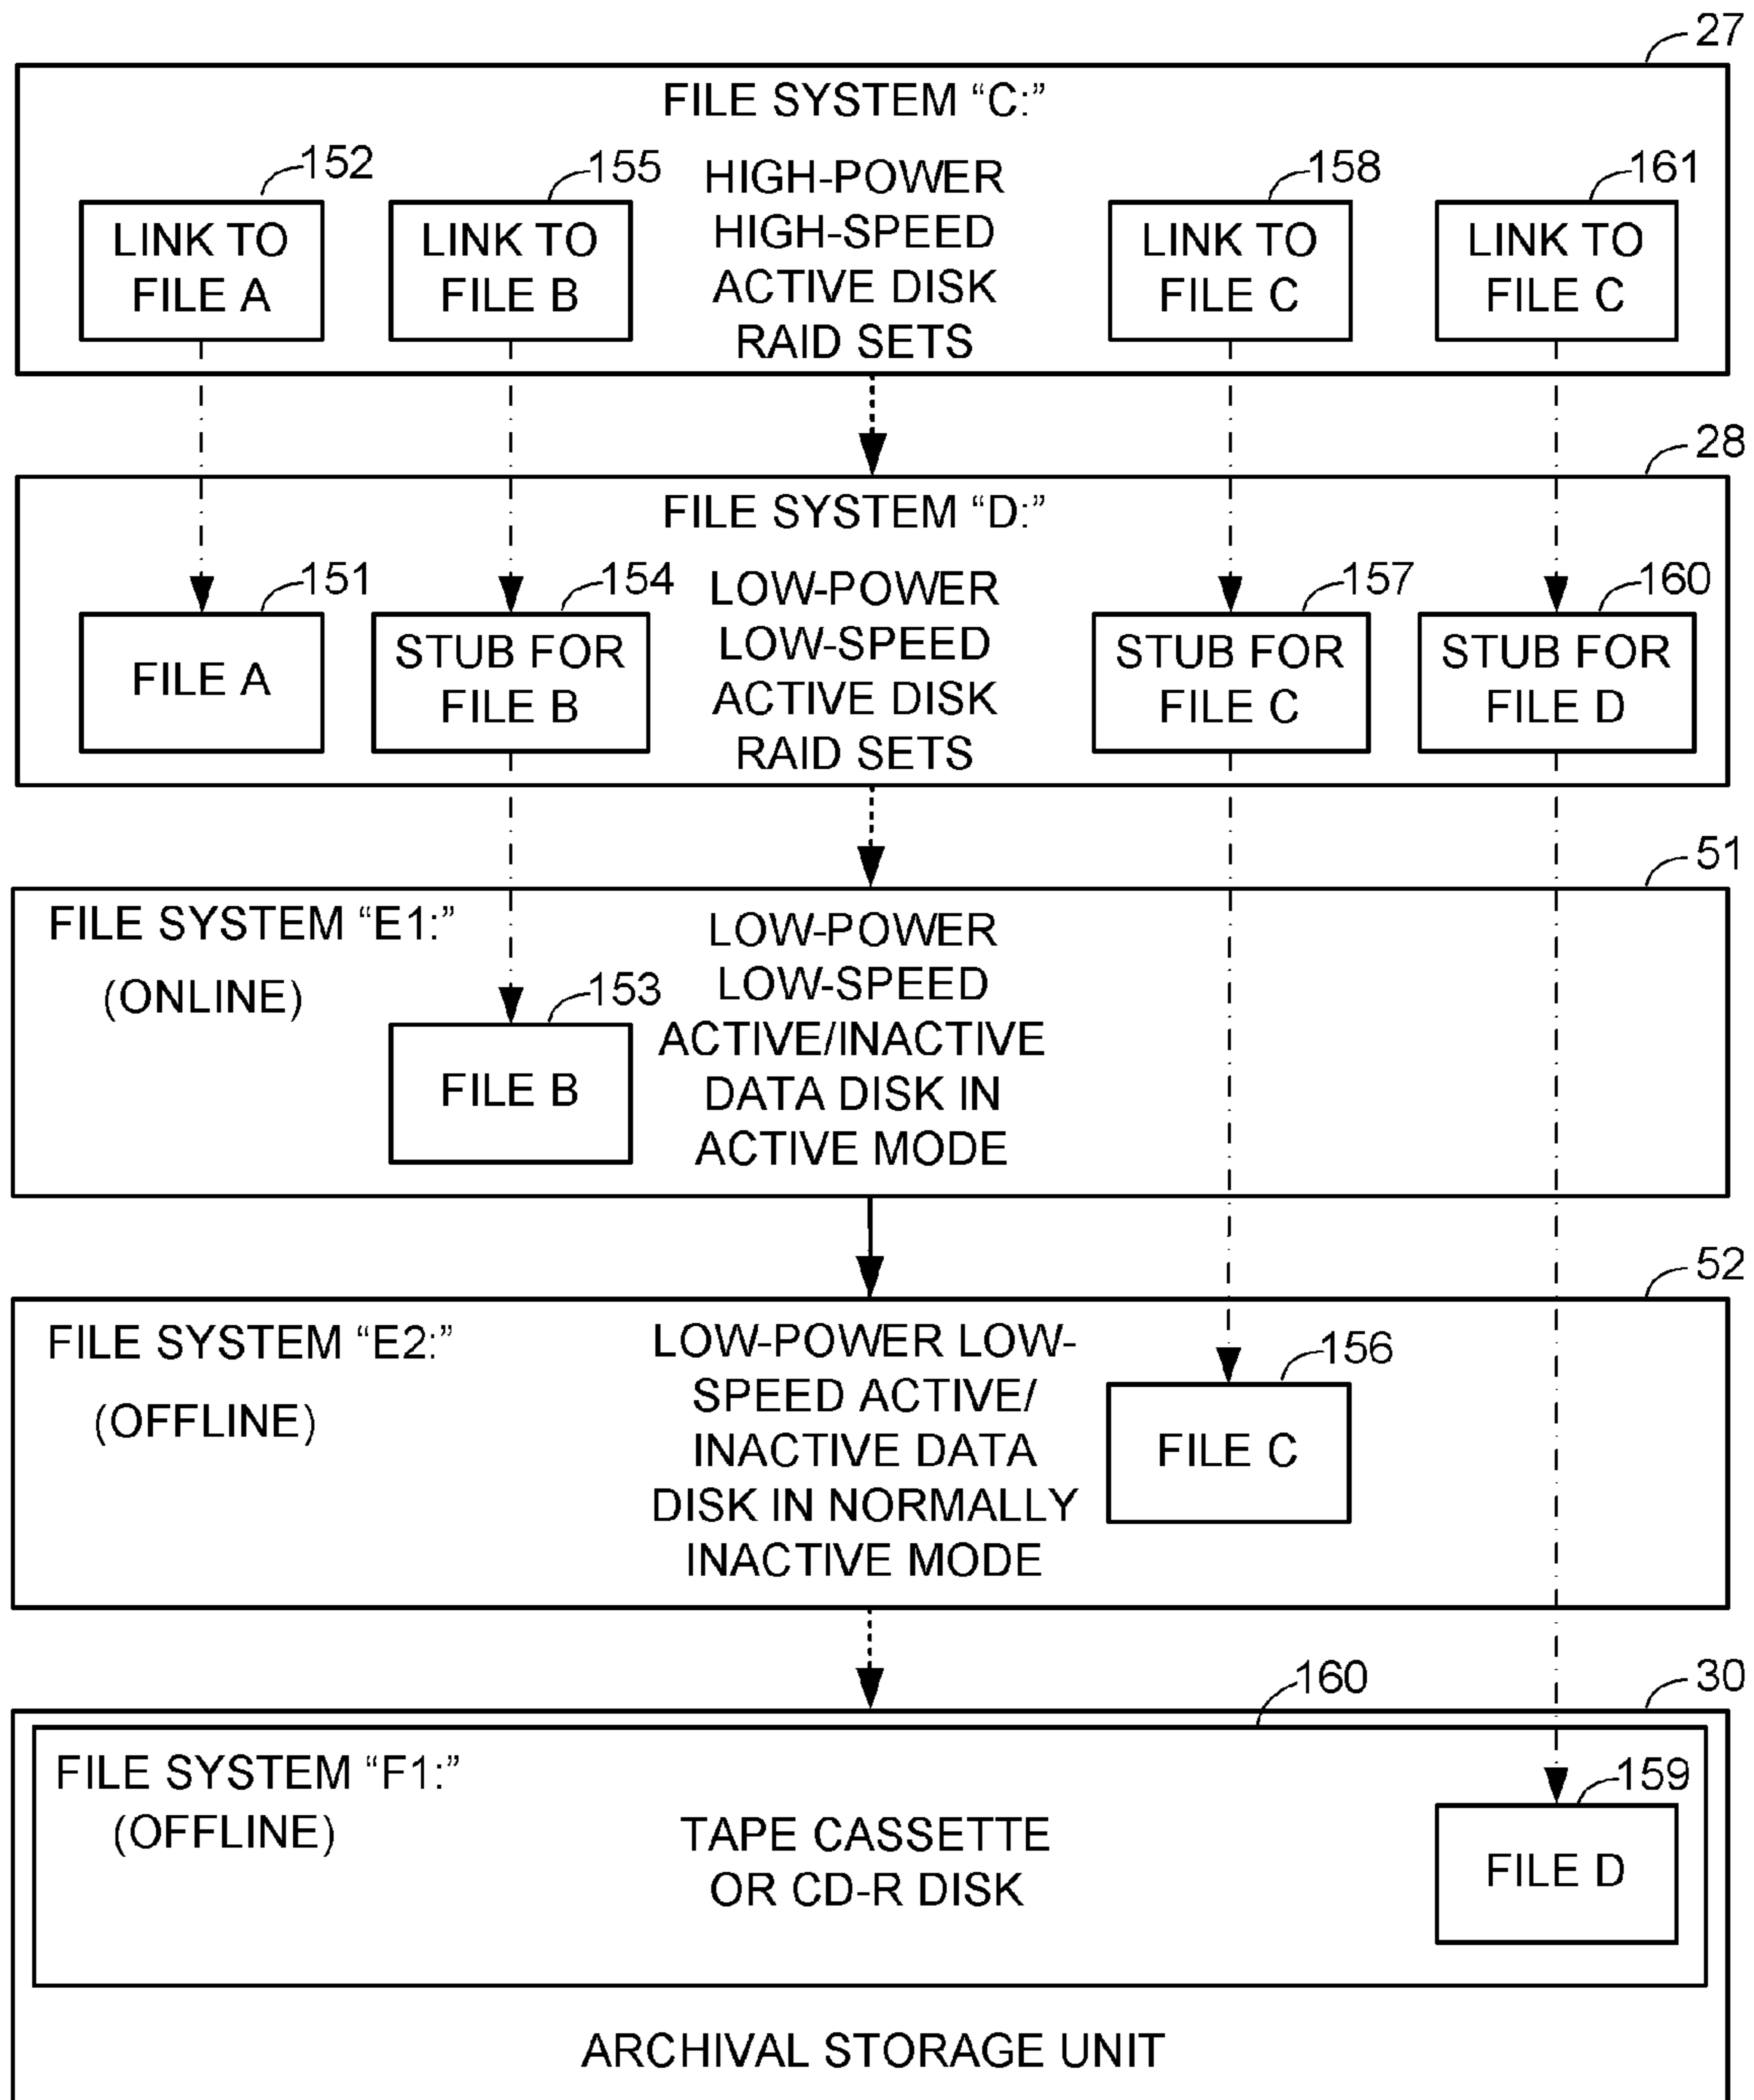 27
FILE SYSTEM “C:”
152
155
158
161
HIGH-POWER
HIGH-SPEED
ACTIVE DISK
RAID SETS
LINK TO
FILE A
LINK TO
FILE B
LINK TO
FILE C
LINK TO
FILE C
28
FILE SYSTEM “D:”
151
154
157
160
LOW-POWER
LOW-SPEED
ACTIVE DISK
RAID SETS
FILE A
STUB FOR
FILE B
STUB FOR
FILE C
STUB FOR
FILE D
51
FILE SYSTEM “E1:”
(ONLINE)
153
FILE B
LOW-POWER
LOW-SPEED
ACTIVE/INACTIVE
DATA DISK IN
ACTIVE MODE
52
FILE SYSTEM “E2:”
(OFFLINE)
LOW-POWER LOW-
SPEED ACTIVE/
INACTIVE DATA
DISK IN NORMALLY
INACTIVE MODE
156
FILE C
160
30
FILE SYSTEM “F1:”
(OFFLINE)
TAPE CASSETTE
OR CD-R DISK
159
FILE D
ARCHIVAL STORAGE UNIT